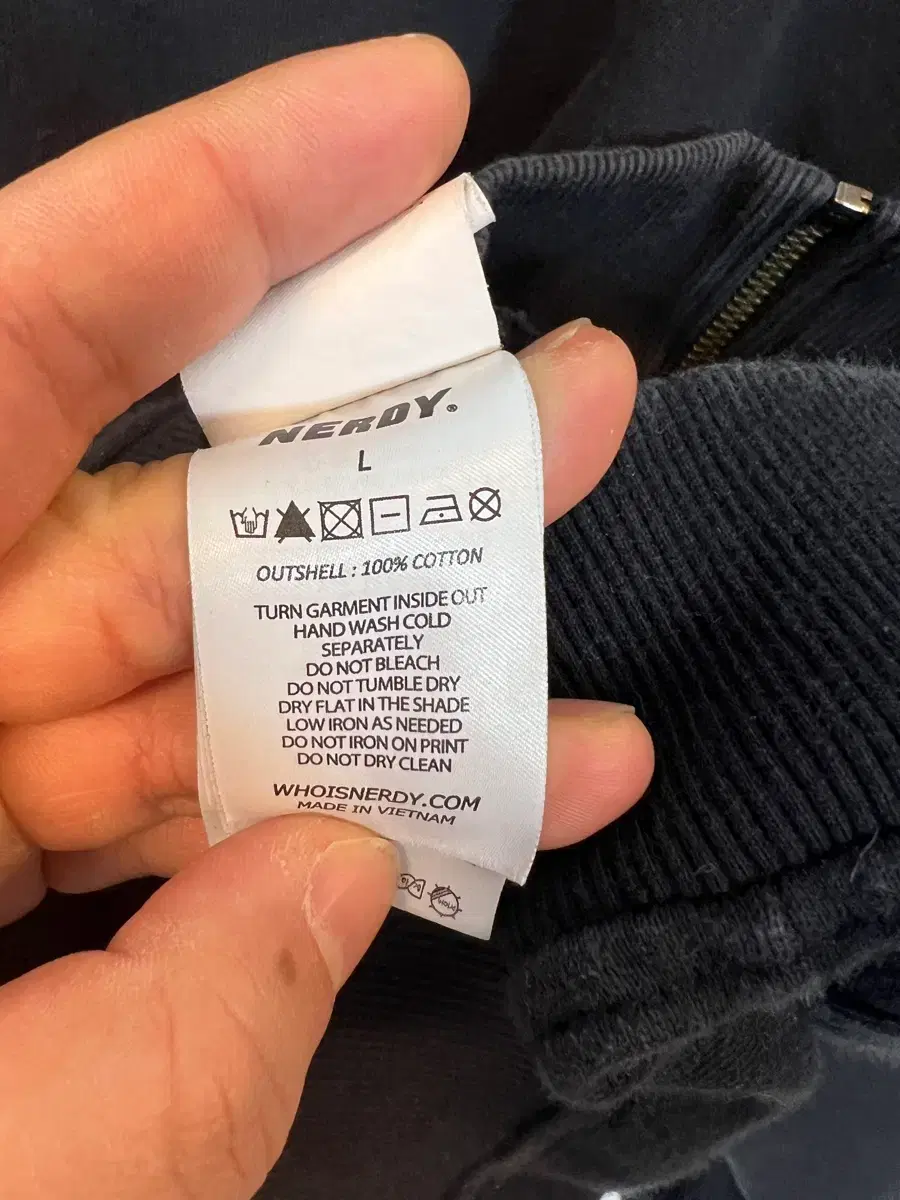 NERDY.
L
OUTSHELL : 100% COTTON
TURN GARMENT INSIDE OUT
HAND WASH COLD
SEPARATELY
DO NOT BLEACH
DO NOT TUMBLE DRY
DRY FLAT IN THE SHADE
LOW IRON AS NEEDED
DO NOT IRON ON PRINT
DO NOT DRY CLEAN
WHOISNERDY.COM
MADE IN VIETNAM